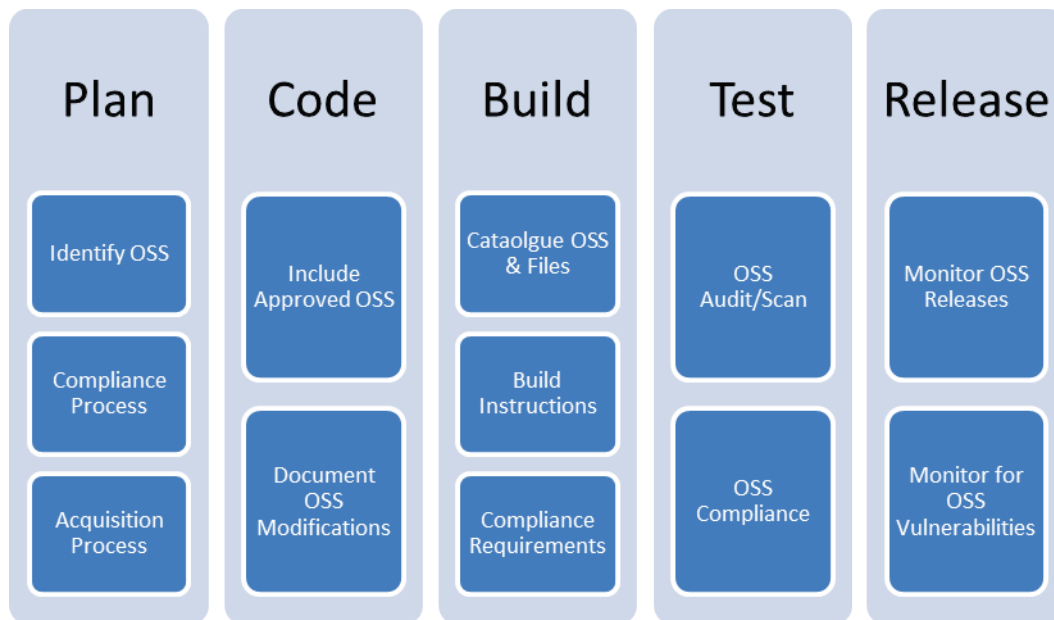 Plan
Identify OSS
Compliance
Process
Acquisition
Process
Code
Include
Approved OSS
Document
OSS
Modifications
Build
Cataolgue OSS
& Files
Build
Instructions
Compliance
Requirements
Test
OSS
Audit/Scan
OSS
Compliance
Release
Monitor OSS
Releases
Monitor for
OSS
Vulnerabilities